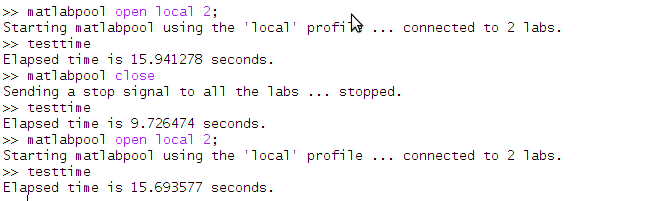 >> matlabpool open local 2;
Starting matlabpool using the 'local' profile ... connected to 2 labs.
>> testtime
Elapsed time is 15.941278 seconds.
>> matlabpool close
Sending a stop signal to all the labs ... stopped.
>> testtime
Elapsed time is 9.726474 seconds.
>> matlabpool open local 2;
Starting matlabpool using the 'local' profile ... connected to 2 labs.
>> testtime
Elapsed time is 15.693577 seconds.